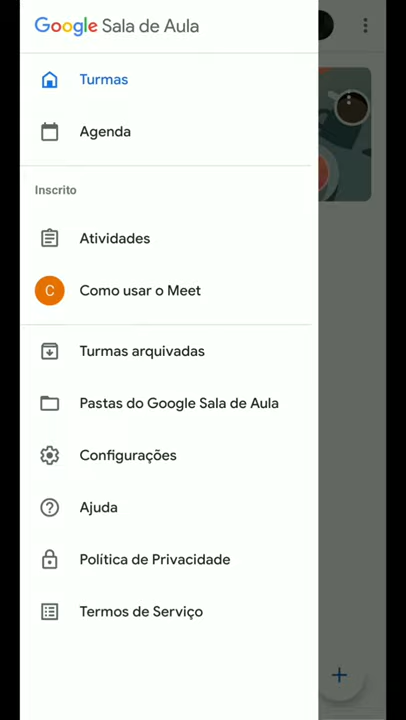 Google Sala de Aula
Turmas
Agenda
Inscrito
Atividades
C
Como usar o Meet
Turmas arquivadas
Pastas do Google Sala de Aula
Configurações
Ajuda
Política de Privacidade
Termos de Serviço